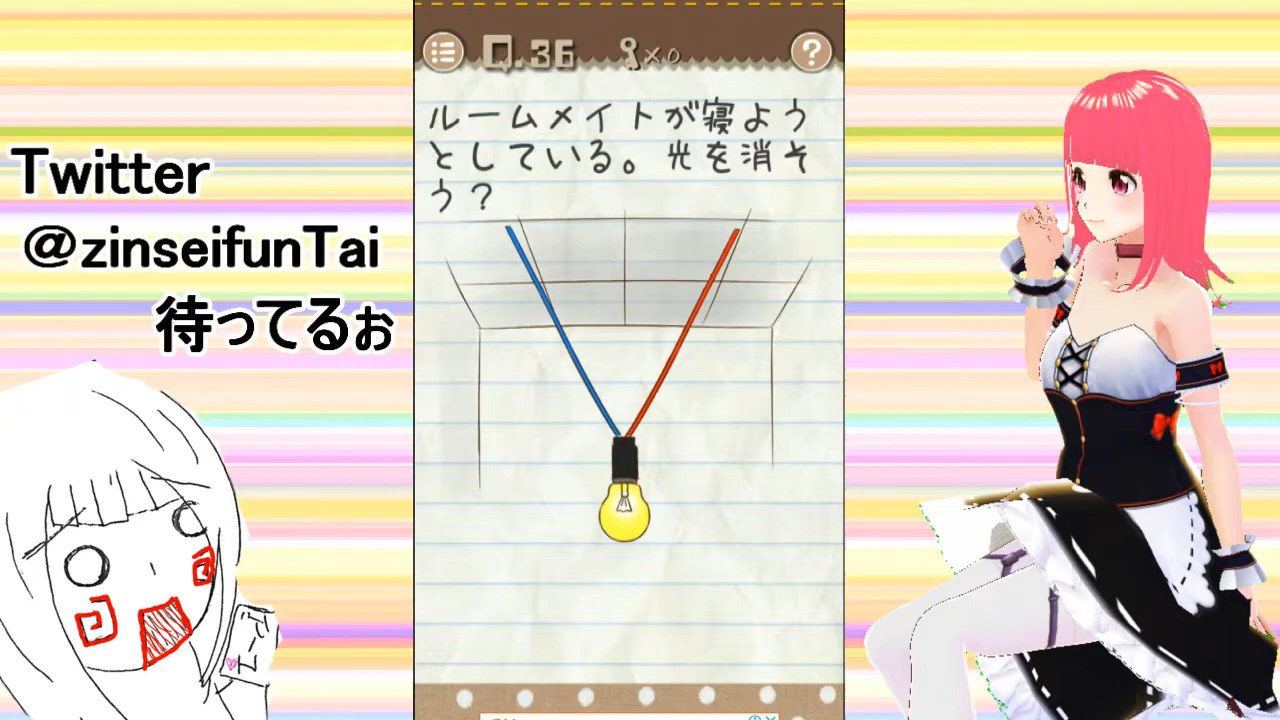 Twitter
@zinseifunTai
待ってるぉ
Q.36
×0
?
ルームメイトが寝よう
としている。光を消そ
う？